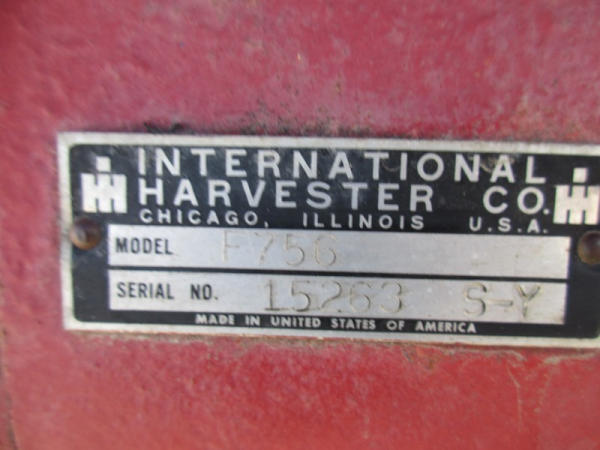 INTERNATIONAL
HARVESTER CO.
CHICAGO, ILLINOIS U.S.A.
MODEL F756
SERIAL NO. 15263 S-Y
MADE IN UNITED STATES OF AMERICA